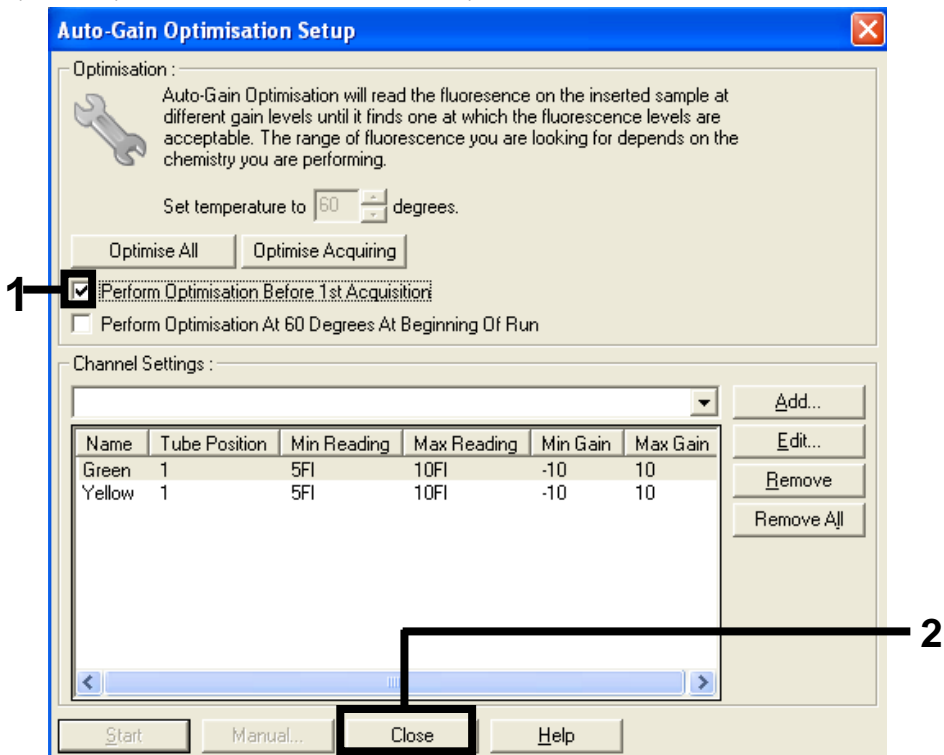 Auto-Gain Optimisation Setup
Optimisation :
Auto-Gain Optimisation will read the fluoresence on the inserted sample at
different gain levels until it finds one at which the fluorescence levels are
acceptable. The range of fluorescence you are looking for depends on the
chemistry you are performing.
Set temperature to 60 degrees.
Optimise All Optimise Acquiring
1
Perform Optimisation Before 1st Acquisition
Perform Optimisation At 60 Degrees At Beginning Of Run
Channel Settings :
Add...
Name Tube Position Min Reading Max Reading Min Gain Max Gain Edit...
Green 1 5Fl 10Fl -10 10
Remove
Yellow 1 5Fl 10Fl -10 10
Remove All
2
Start Manual... Close Help